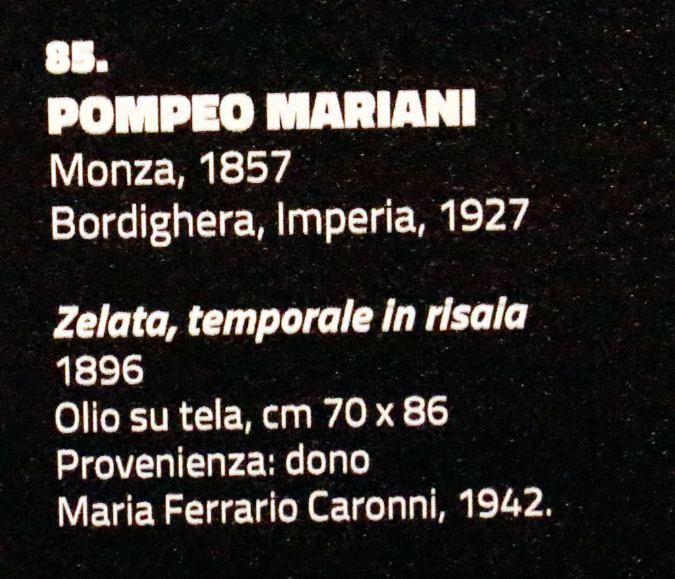 85.
POMPEO MARIANI
Monza, 1857
Bordighera, Imperia, 1927
Zelata, temporale in risaia
1896
Olio su tela, cm 70 x 86
Provenienza: dono
Maria Ferrario Caronni, 1942.